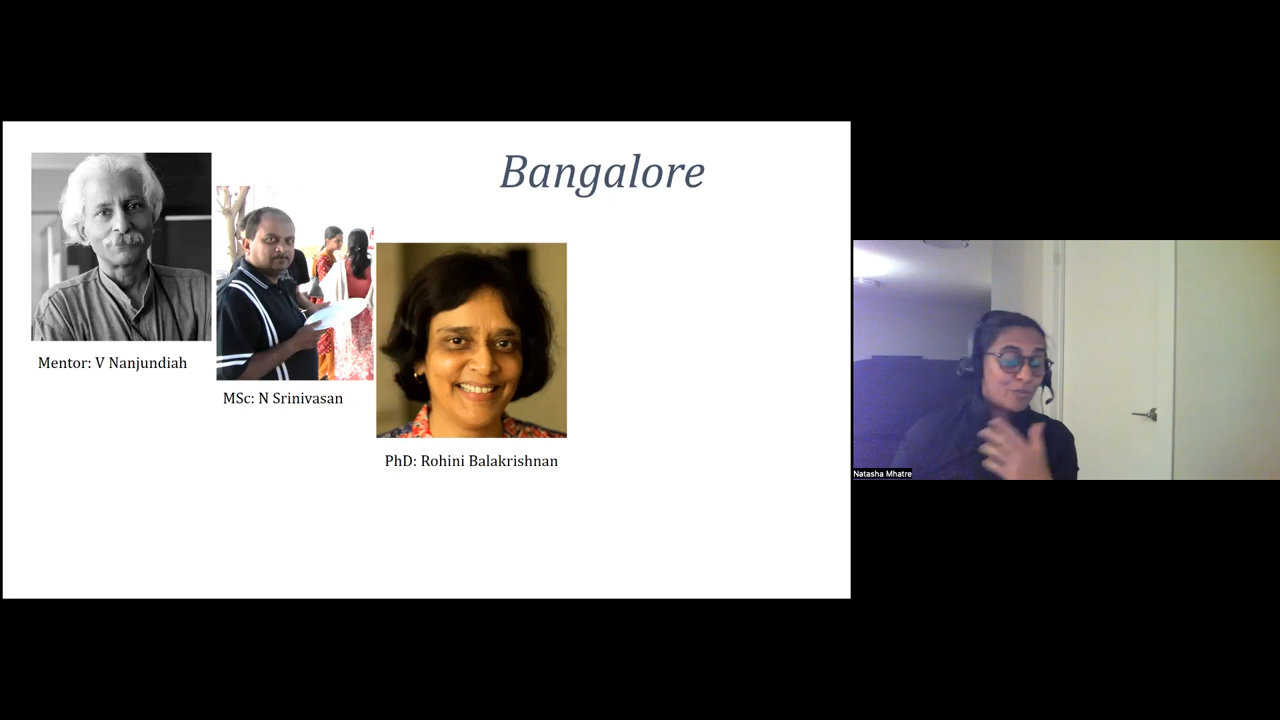 Bangalore
Mentor: V Nanjundiah
MSc: N Srinivasan
PhD: Rohini Balakrishnan
Natasha Mhatre